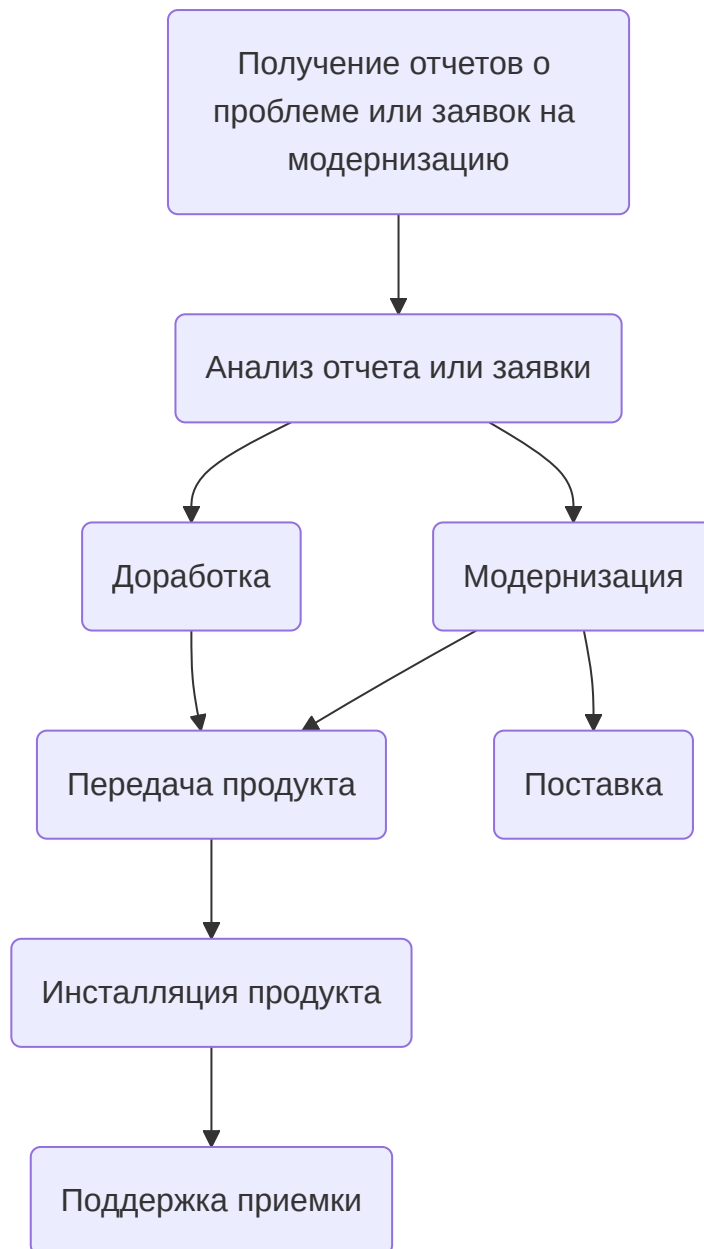 Получение отчетов о
проблеме или заявок на
модернизацию
Анализ отчета или заявки
Доработка
Модернизация
Передача продукта
Поставка
Инсталляция продукта
Поддержка приемки